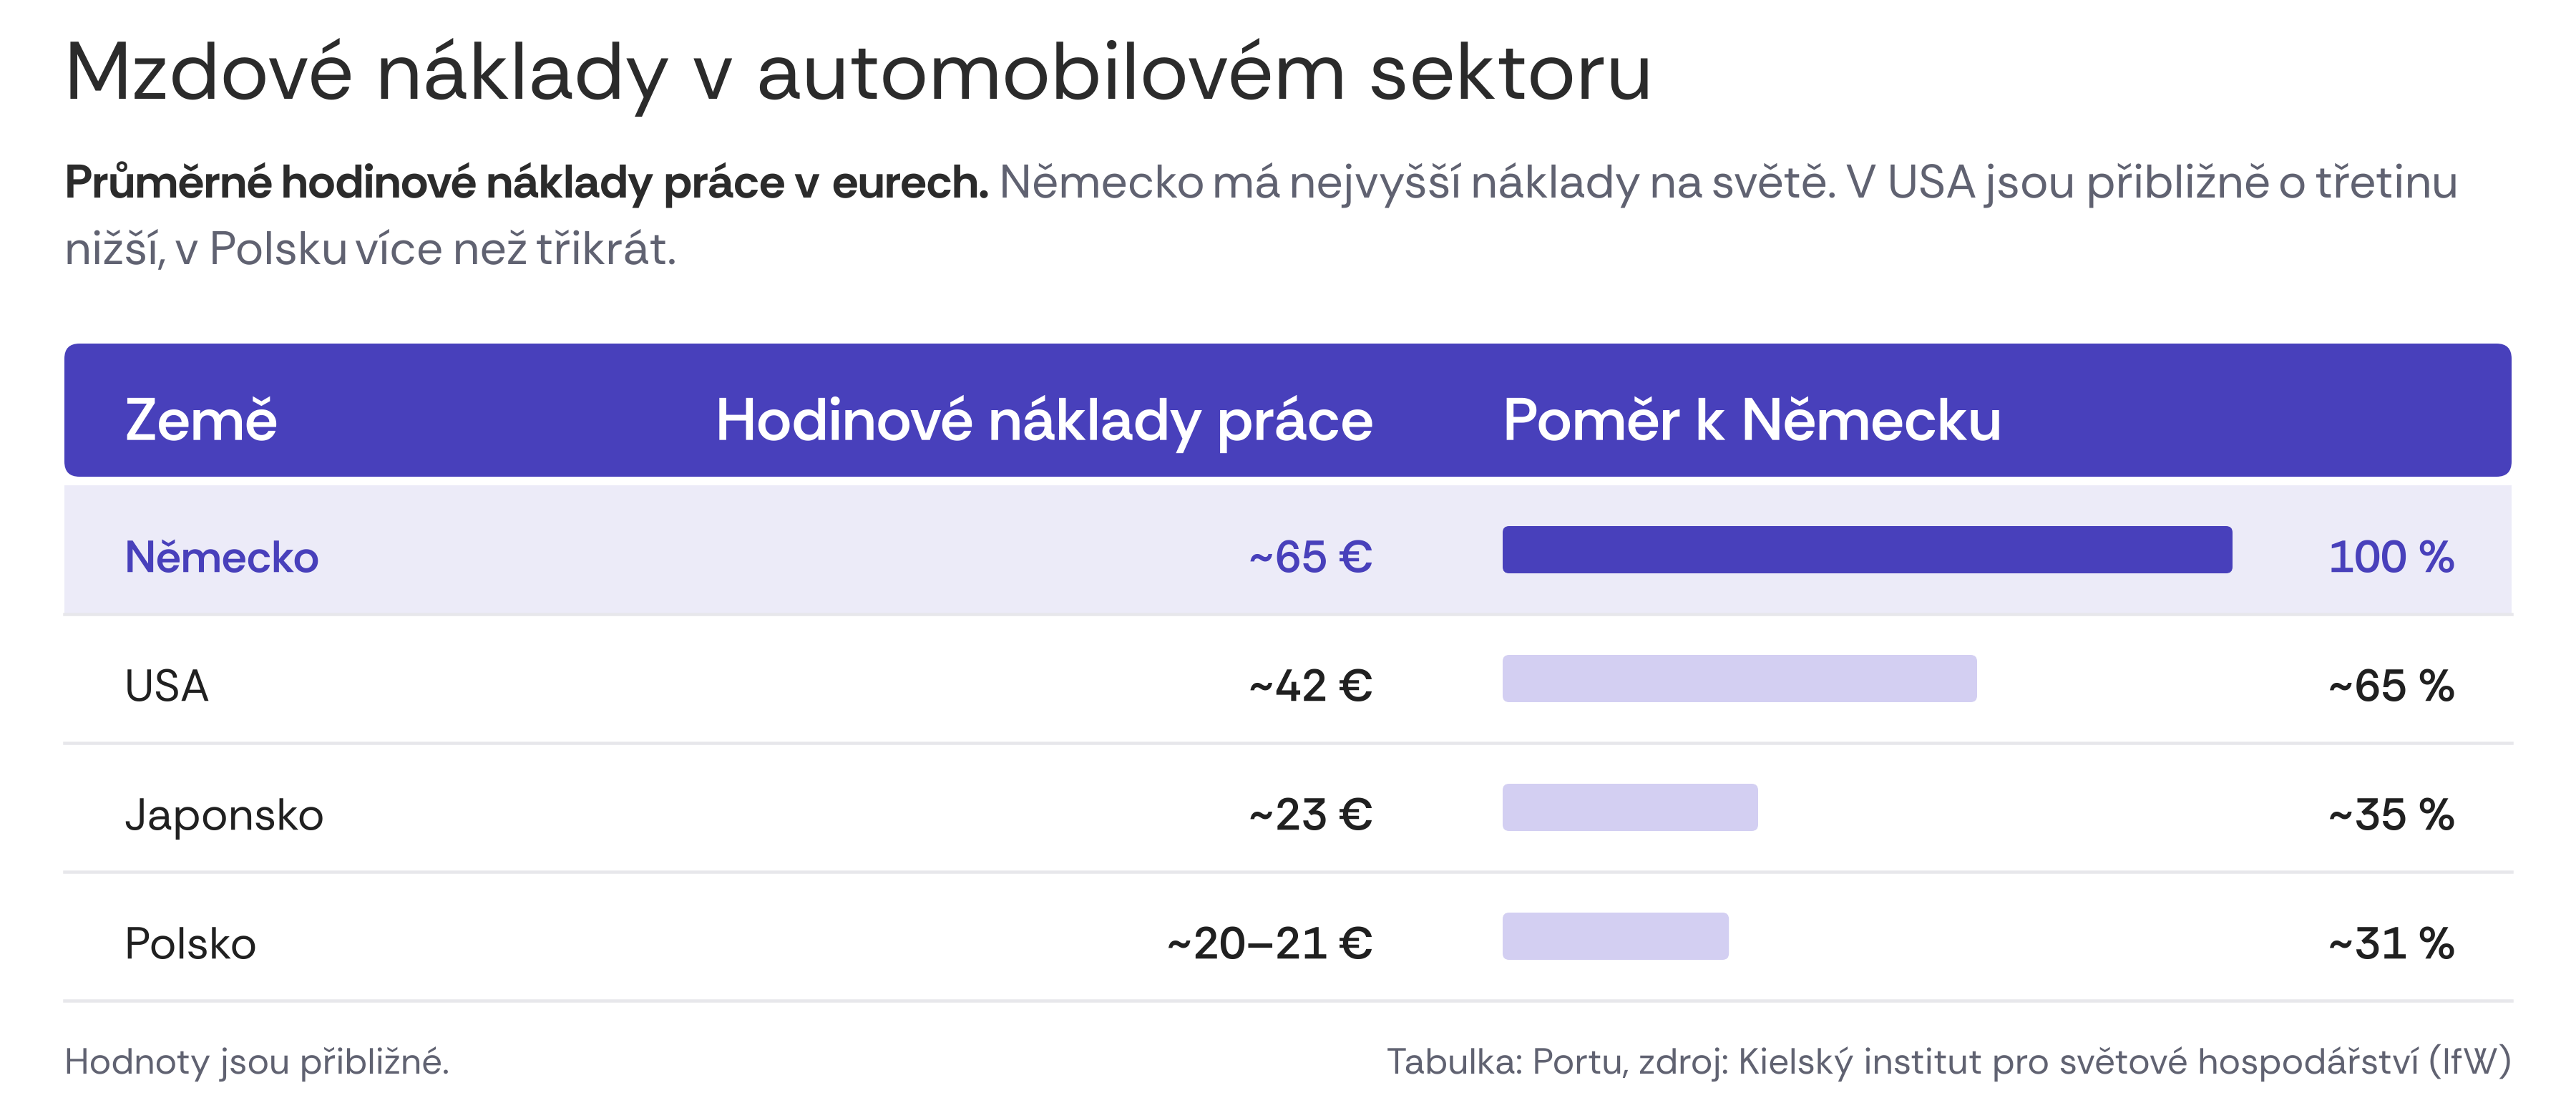 Mzdové náklady v automobilovém sektoru
Průměrné hodinové náklady práce v eurech. Německo má nejvyšší náklady na světě. V USA jsou přibližně o třetinu
nižší, v Polsku více než třikrát.
Země Hodinové náklady práce Poměr k Německu
Německo ~65 € 100 %
USA ~42 € ~65 %
Japonsko ~23 € ~35 %
Polsko ~20–21 € ~31 %
Hodnoty jsou přibližné. Tabulka: Portu, zdroj: Kielský institut pro světové hospodářství (IfW)